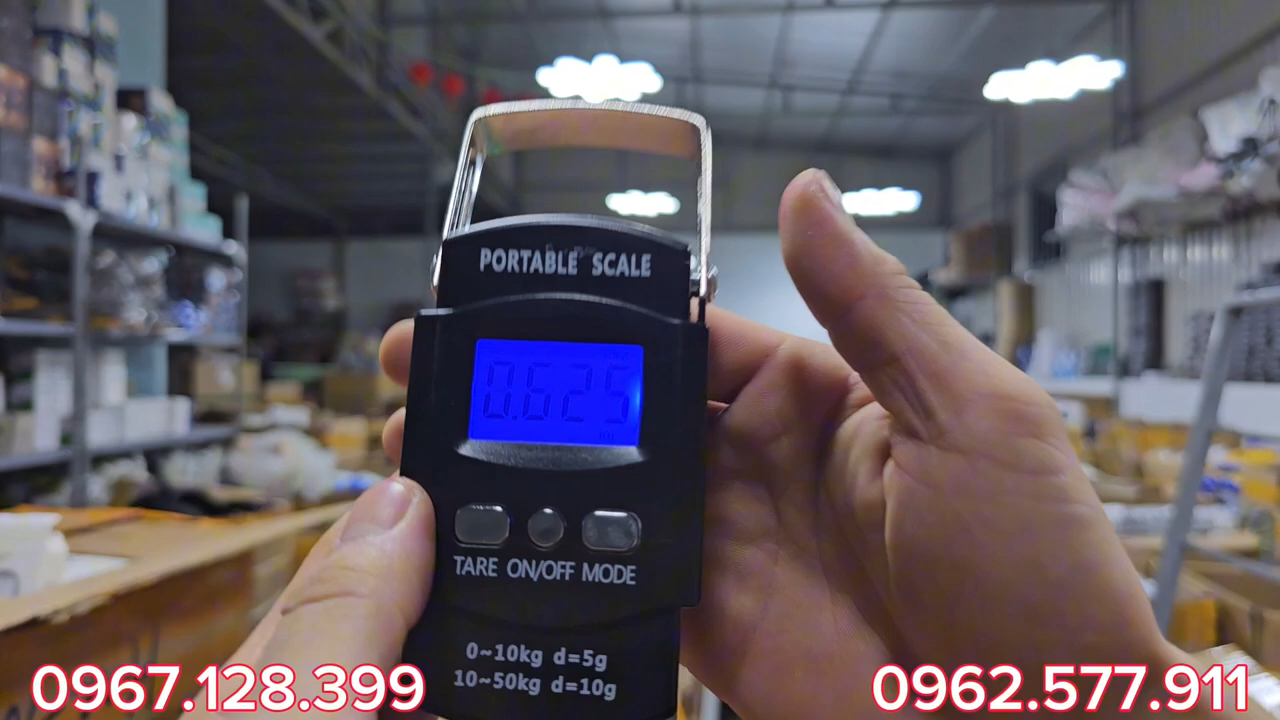 PORTABLE SCALE
0.625
TARE ON/OFF MODE
0~10kg d=5g
10~50kg d=10g
0967.128.399
0962.577.911